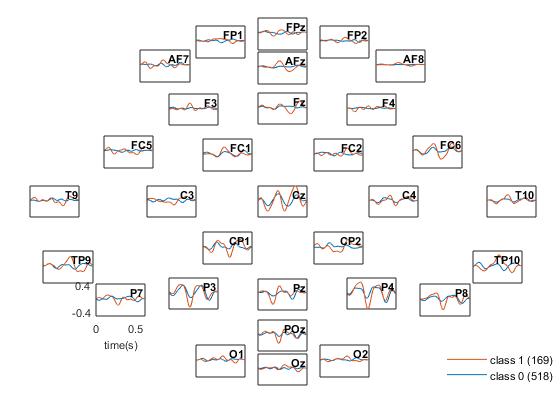 FPz
FP1 FP2
AF7 AFz AF8
F3 Fz F4
FC5 FC1 FC2 FC6
T9 C3 Cz C4 T10
CP1 CP2
TP9 TP10
0.4
P7 P3 Pz P4 P8
-0.4
0 0.5
time(s)
POz
O1 Oz O2
class 1 (169)
class 0 (518)